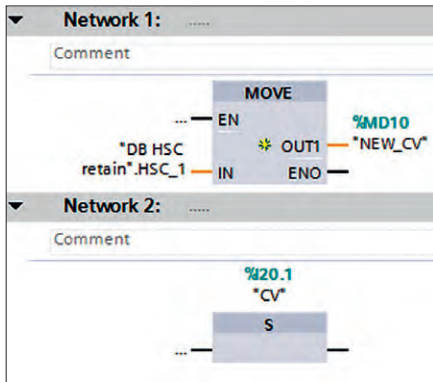 Network 1: .....
Comment
MOVE
... EN
%MD10
"DB HSC
OUT1 "NEW_CV"
retain".HSC_1 IN
ENO
Network 2: .....
Comment
%I20.1
"CV"
S
...